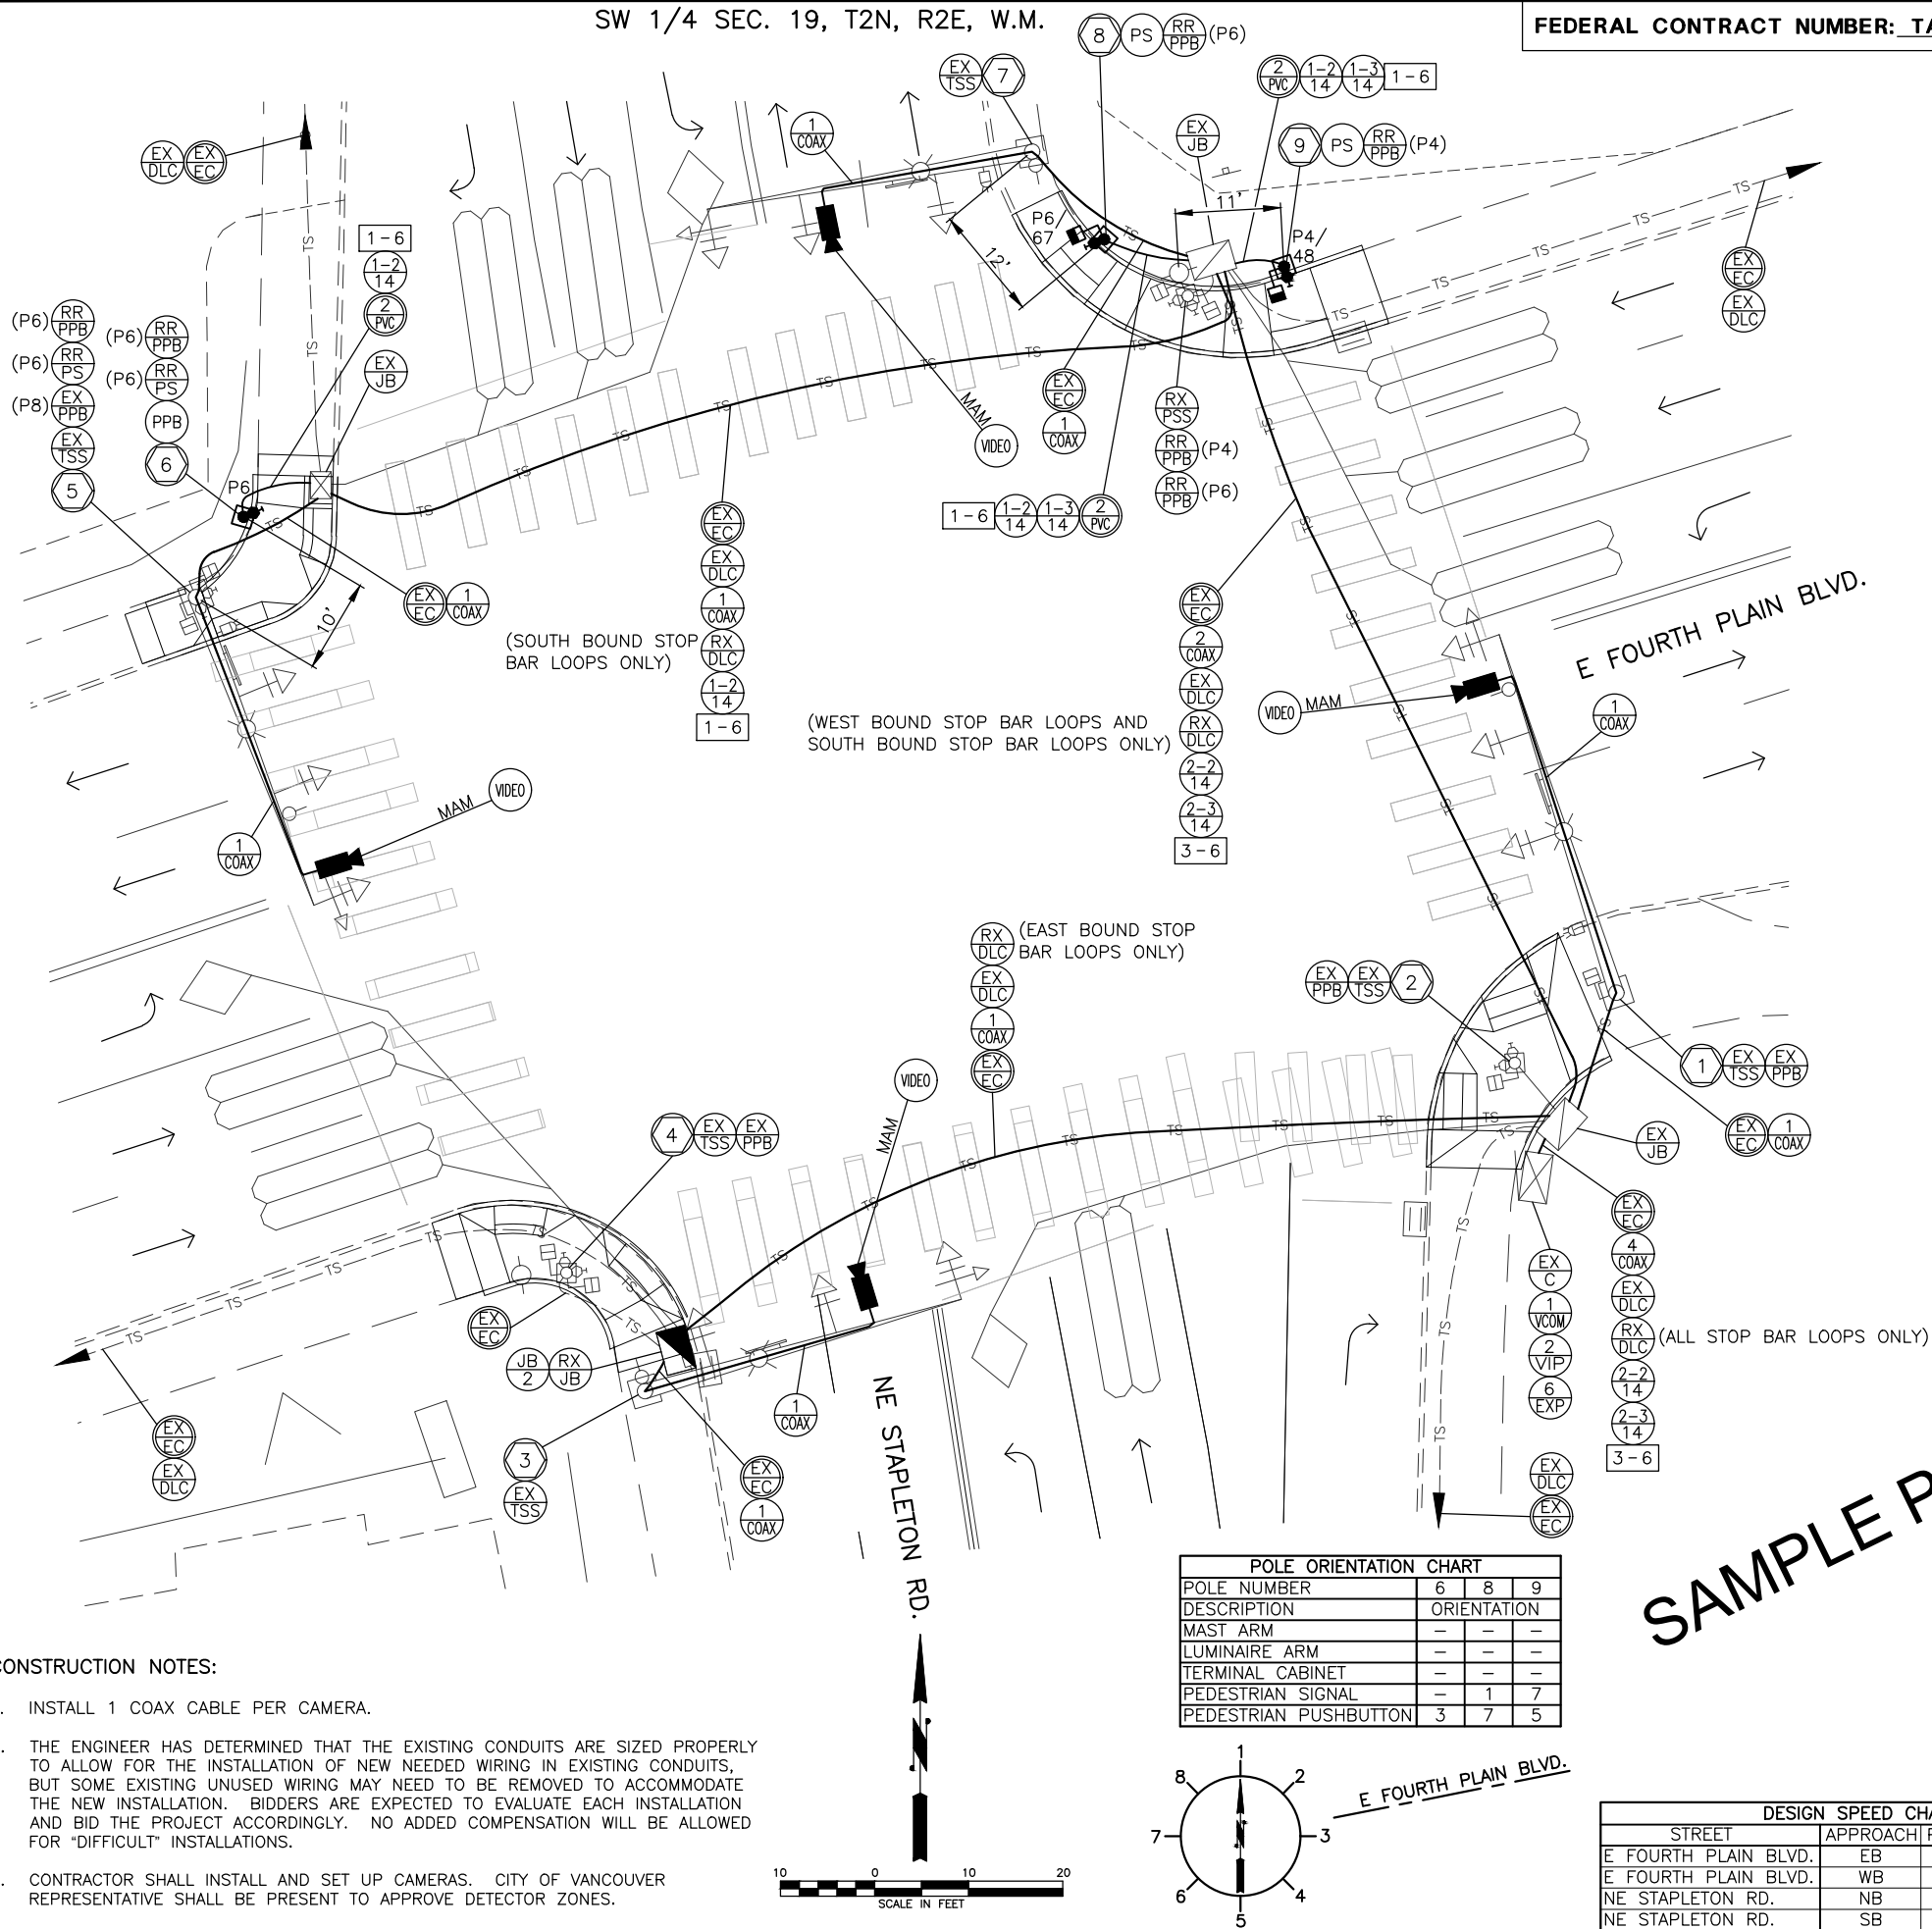 SW 1/4 SEC. 19, T2N, R2E, W.M.
FEDERAL CONTRACT NUMBER:
8 PS RR PPB (P6)
EX TSS 7
2 PVC 1-2 14 1-3 14 1-6
1 COAX
EX JB
9 PS RR PPB (P4)
EX DLC EX EC
11'
P6/ 67
P4/ 48
12'
TS
1-6
1-2 14
2 PVC
EX JB
EX EC
EX DLC
(P6) RR PPB
(P6) RR PS
(P8) EX PPB
EX TSS
5
(P6) RR PPB
(P6) RR PS
PPB
6
P6
MAM
VIDEO
EX EC
1 COAX
RX PSS
RR PPB (P4)
RR PPB (P6)
1-6 1-2 14 1-3 14 2 PVC
10'
EX EC 1 COAX
EX EC
EX DLC
1 COAX
(SOUTH BOUND STOP
BAR LOOPS ONLY)
RX DLC
1-2 14
1-6
EX EC
2 COAX
EX DLC
(WEST BOUND STOP BAR LOOPS AND
SOUTH BOUND STOP BAR LOOPS ONLY)
RX DLC
2-2 14
2-3 14
3-6
E FOURTH PLAIN BLVD.
VIDEO MAM
1 COAX
MAM VIDEO
1 COAX
RX DLC
(EAST BOUND STOP
BAR LOOPS ONLY)
EX DLC
1 COAX
EX EC
EX PPB EX TSS 2
1 EX TSS EX PPB
VIDEO
MAM
4 EX TSS EX PPB
EX EC 1 COAX
EX JB
EX EC
4 COAX
EX DLC
RX DLC (ALL STOP BAR LOOPS ONLY)
2-2 14
2-3 14
3-6
EX C
1 VCOM
2 VIP
6 EXP
EX EC
JB 2 RX JB
1 COAX
EX EC
EX DLC
3
EX TSS
EX EC
1 COAX
EX DLC
EX EC
NE STAPLETON RD.
SAMPLE
POLE ORIENTATION CHART
POLE NUMBER 6 8 9
DESCRIPTION ORIENTATION
MAST ARM – – –
LUMINAIRE ARM – – –
TERMINAL CABINET – – –
PEDESTRIAN SIGNAL – 1 7
PEDESTRIAN PUSHBUTTON 3 7 5
CONSTRUCTION NOTES:
. INSTALL 1 COAX CABLE PER CAMERA.
. THE ENGINEER HAS DETERMINED THAT THE EXISTING CONDUITS ARE SIZED PROPERLY
TO ALLOW FOR THE INSTALLATION OF NEW NEEDED WIRING IN EXISTING CONDUITS,
BUT SOME EXISTING UNUSED WIRING MAY NEED TO BE REMOVED TO ACCOMMODATE
THE NEW INSTALLATION. BIDDERS ARE EXPECTED TO EVALUATE EACH INSTALLATION
AND BID THE PROJECT ACCORDINGLY. NO ADDED COMPENSATION WILL BE ALLOWED
FOR "DIFFICULT" INSTALLATIONS.
. CONTRACTOR SHALL INSTALL AND SET UP CAMERAS. CITY OF VANCOUVER
REPRESENTATIVE SHALL BE PRESENT TO APPROVE DETECTOR ZONES.
N
10 0 10 20
SCALE IN FEET
1
2
3
4
5
6
7
8
N
E FOURTH PLAIN BLVD.
DESIGN SPEED
STREET APPROACH
E FOURTH PLAIN BLVD. EB
E FOURTH PLAIN BLVD. WB
NE STAPLETON RD. NB
NE STAPLETON RD. SB